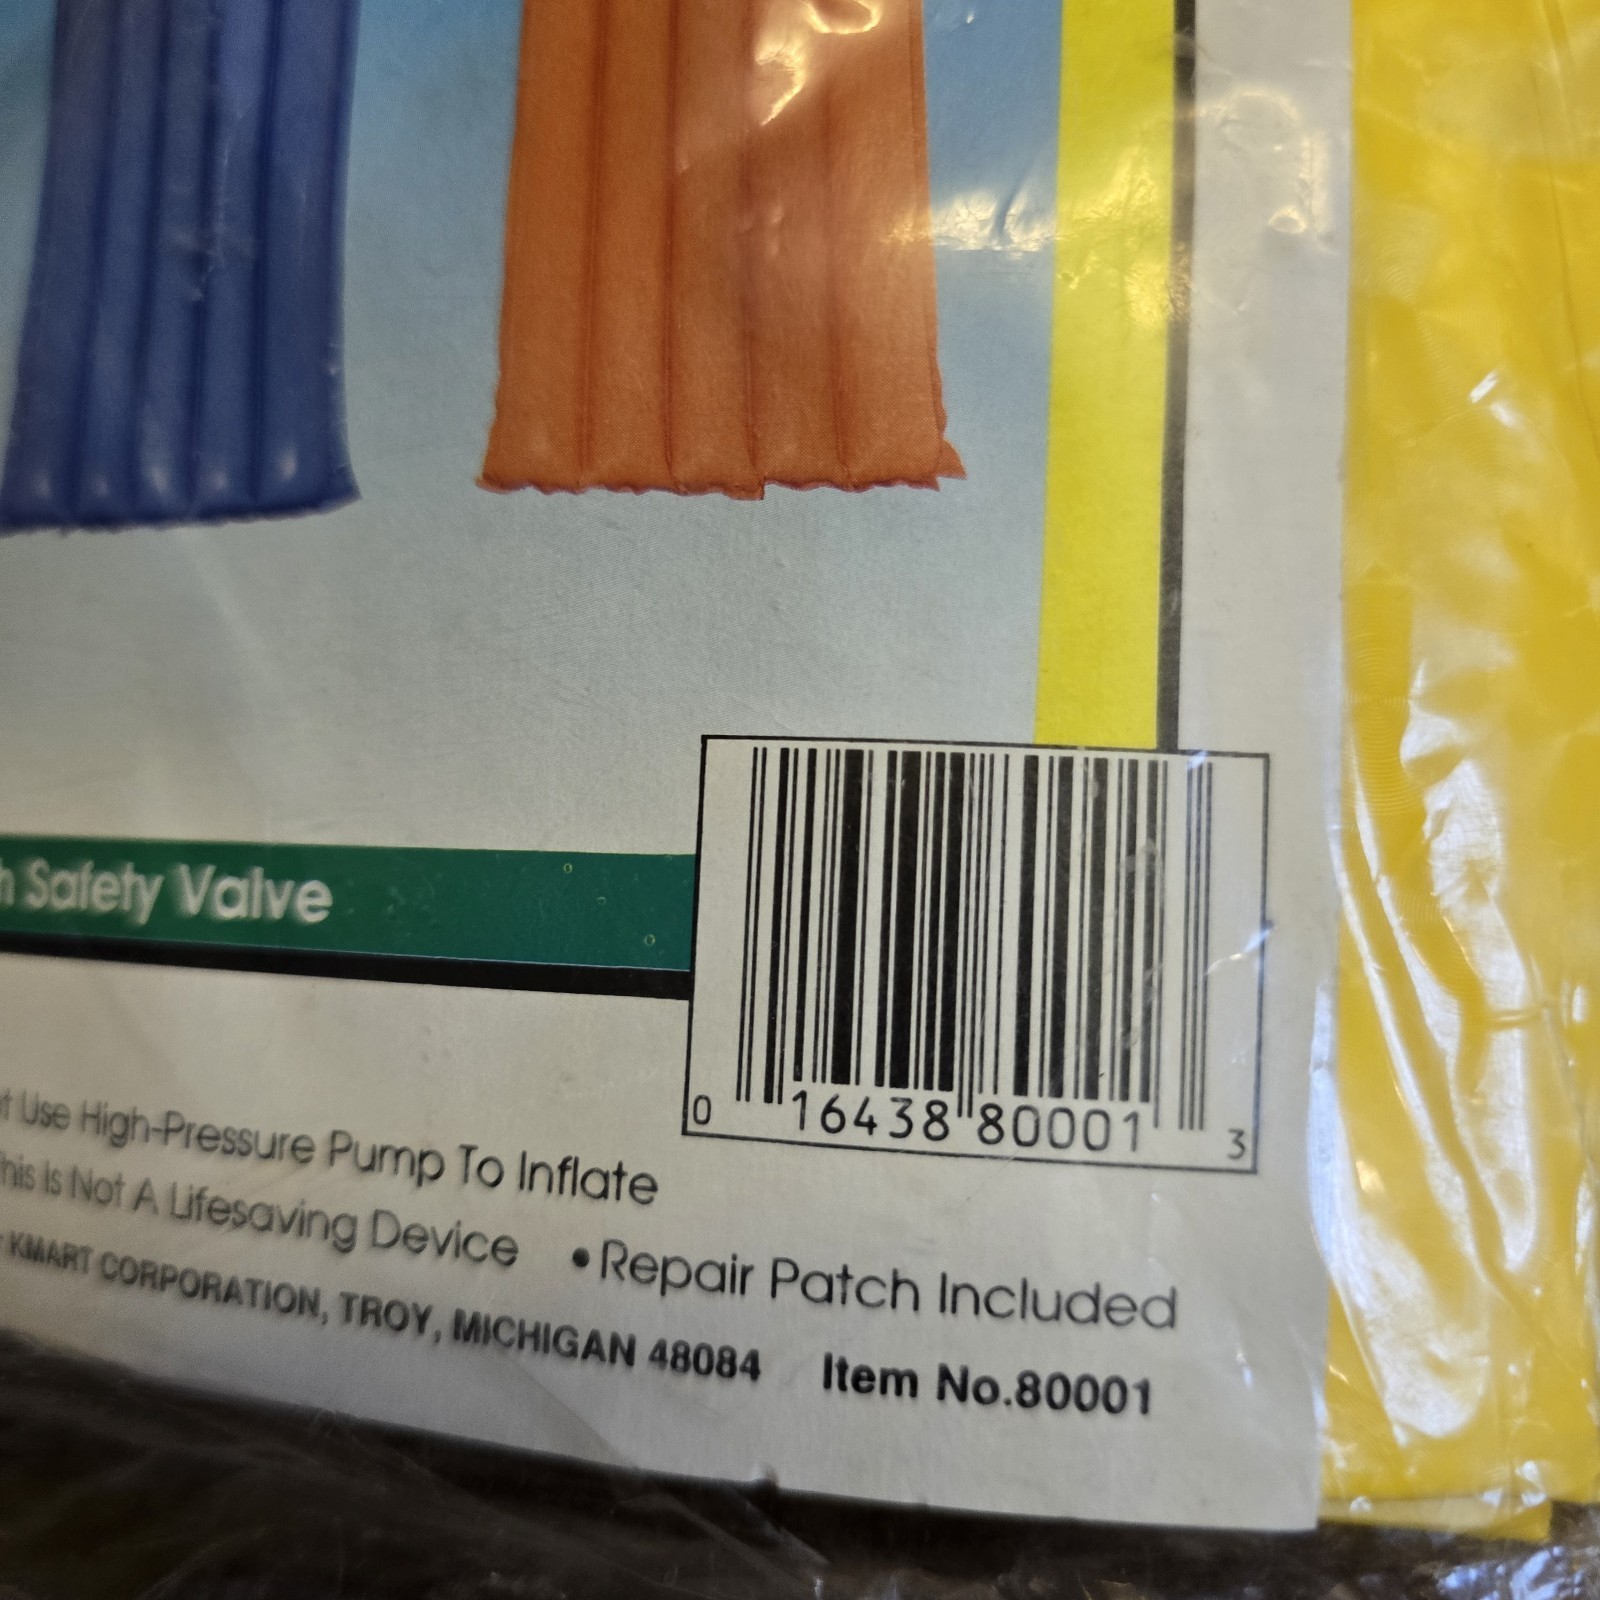 Safety Valve
0 16438 80001 3
Use High-Pressure Pump To Inflate
This Is Not A Lifesaving Device • Repair Patch Included
KMART CORPORATION, TROY, MICHIGAN 48084 Item No.80001